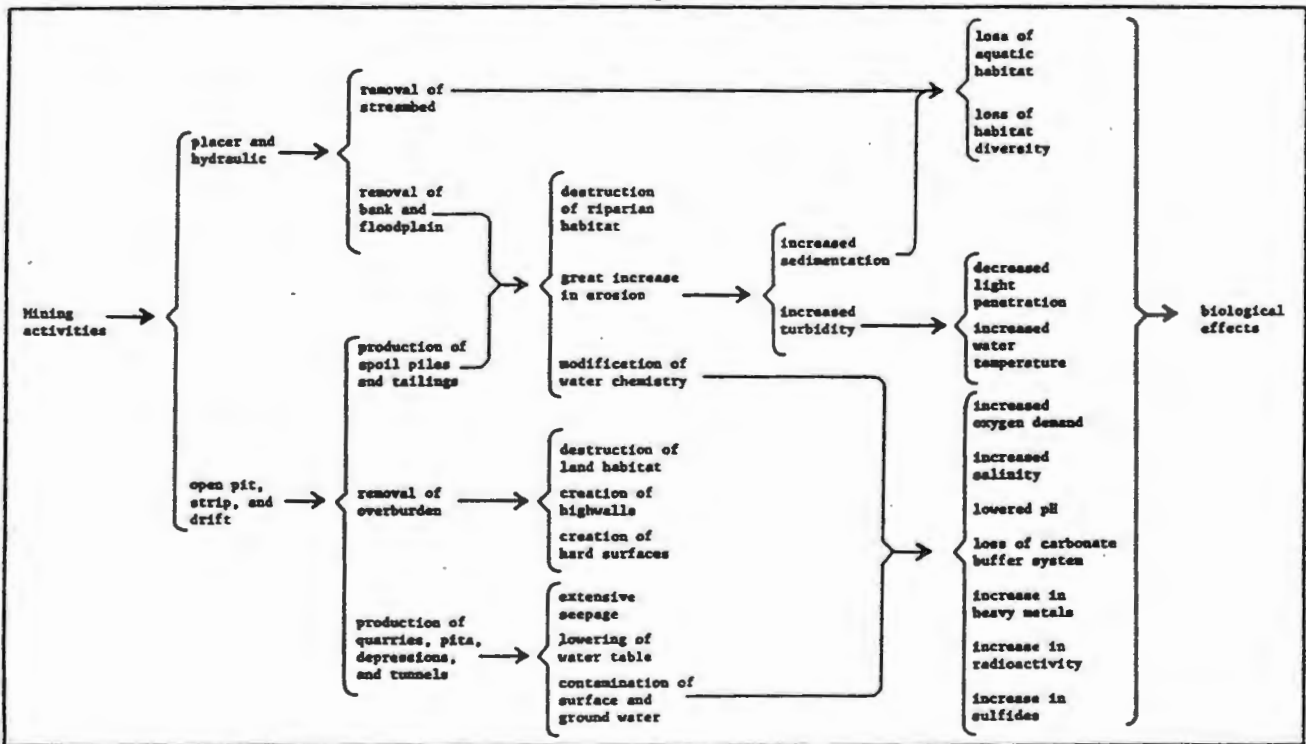 Mining
activities
placer and
hydraulic
open pit,
strip, and
drift
removal of
streambed
removal of
bank and
floodplain
production of
spoil piles
and tailings
removal of
overburden
production of
quarries, pits,
depressions,
and tunnels
destruction
of riparian
habitat
great increase
in erosion
modification of
water chemistry
destruction of
land habitat
creation of
highwalls
creation of
hard surfaces
extensive
seepage
lowering of
water table
contamination of
surface and
ground water
increased
sedimentation
increased
turbidity
loss of
aquatic
habitat
loss of
habitat
diversity
decreased
light
penetration
increased
water
temperature
increased
oxygen demand
increased
salinity
lowered pH
loss of carbonate
buffer system
increase in
heavy metals
increase in
radioactivity
increase in
sulfides
biological
effects